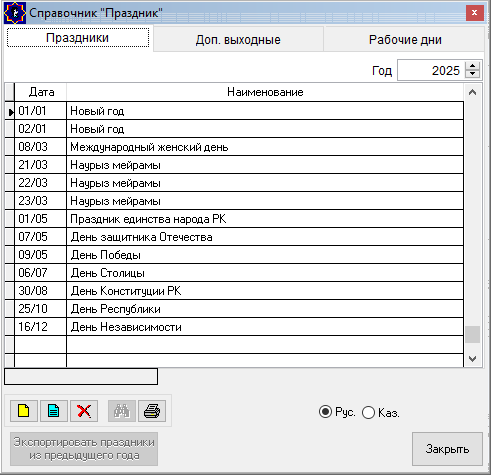 Справочник "Праздник"
Праздники Доп. выходные Рабочие дни
Год 2025
Дата Наименование
01/01 Новый год
02/01 Новый год
08/03 Международный женский день
21/03 Наурыз мейрамы
22/03 Наурыз мейрамы
23/03 Наурыз мейрамы
01/05 Праздник единства народа РК
07/05 День защитника Отечества
09/05 День Победы
06/07 День Столицы
30/08 День Конституции РК
25/10 День Республики
16/12 День Независимости
Рус. Каз.
Экспортировать праздники
из предыдущего года
Закрыть